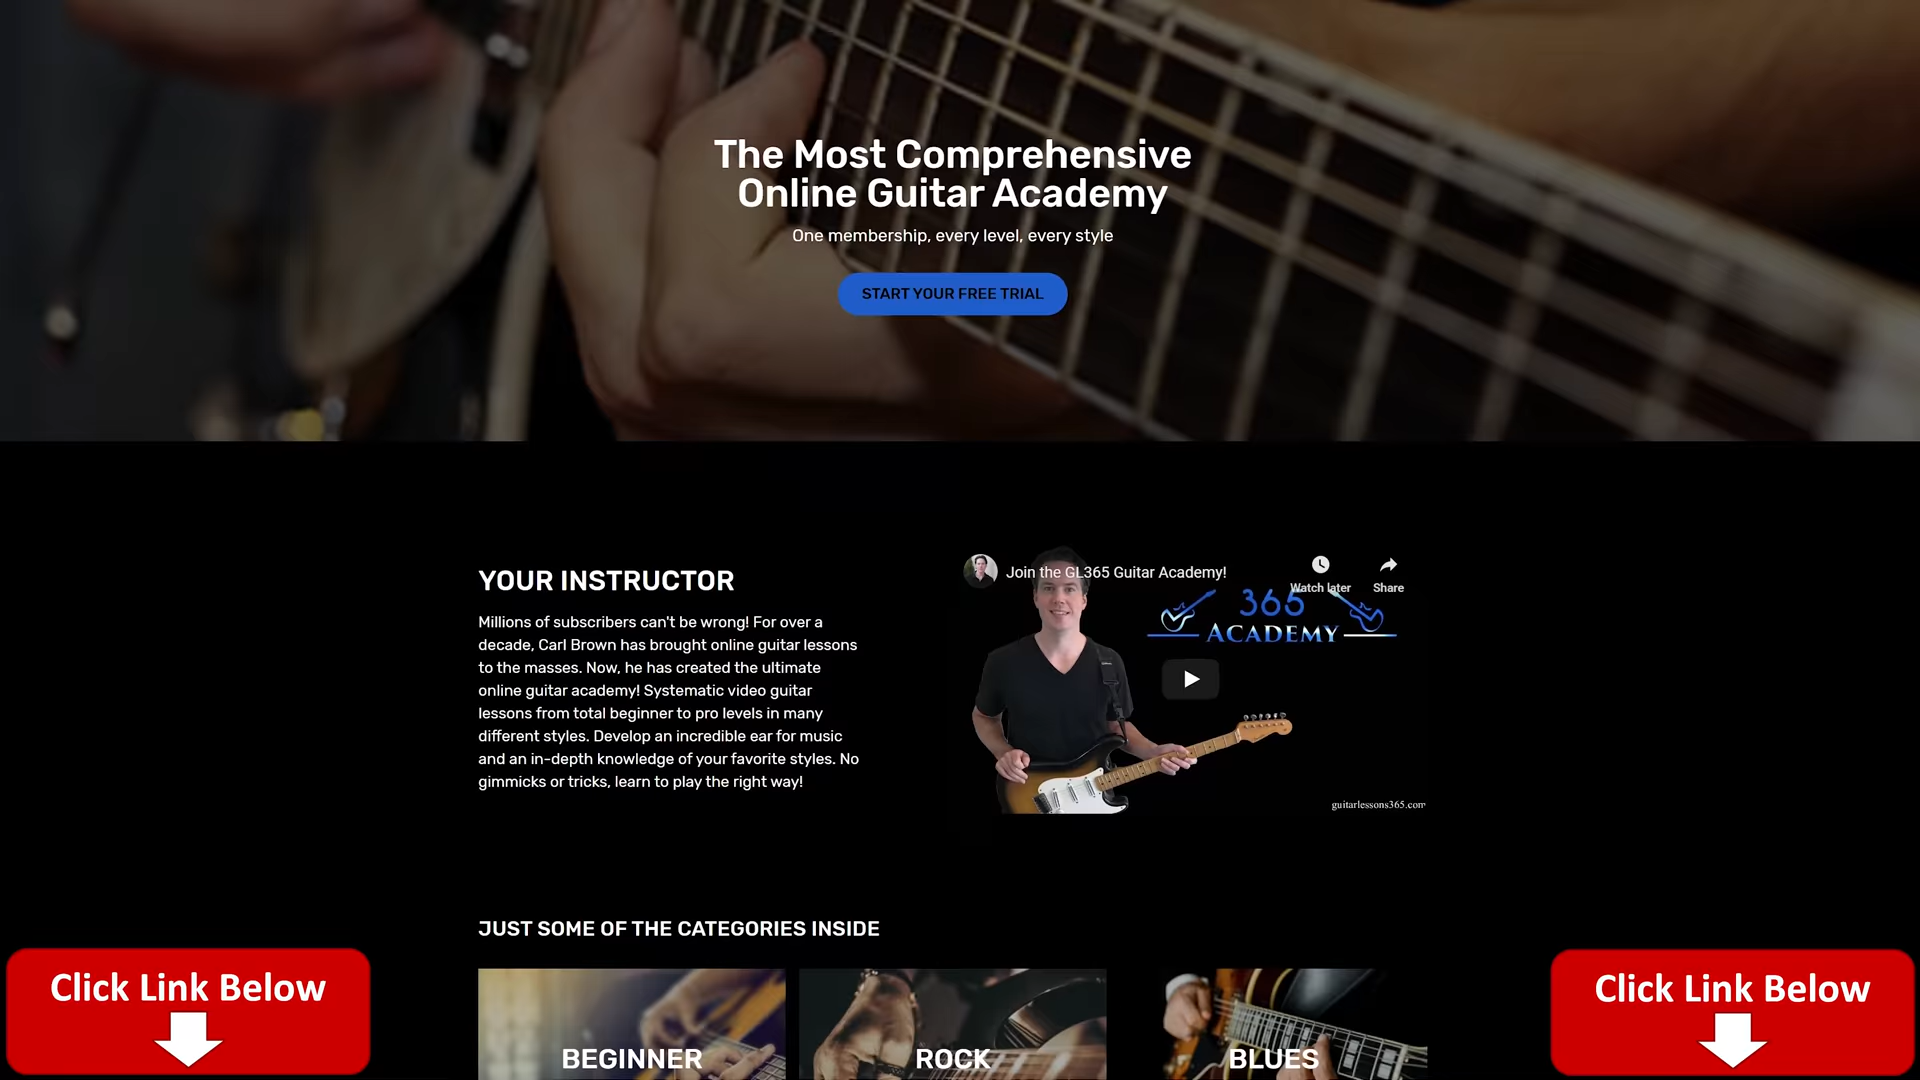 The Most Comprehensive
Online Guitar Academy
One membership, every level, every style
START YOUR FREE TRIAL
YOUR INSTRUCTOR
Millions of subscribers can't be wrong! For over a
decade, Carl Brown has brought online guitar lessons
to the masses. Now, he has created the ultimate
online guitar academy! Systematic video guitar
lessons from total beginner to pro levels in many
different styles. Develop an incredible ear for music
and an in-depth knowledge of your favorite styles. No
gimmicks or tricks, learn to play the right way!
Join the GL365 Guitar Academy!
Watch later
Share
365
ACADEMY
guitarlessons365.com
JUST SOME OF THE CATEGORIES INSIDE
BEGINNER
ROCK
BLUES
Click Link Below
Click Link Below